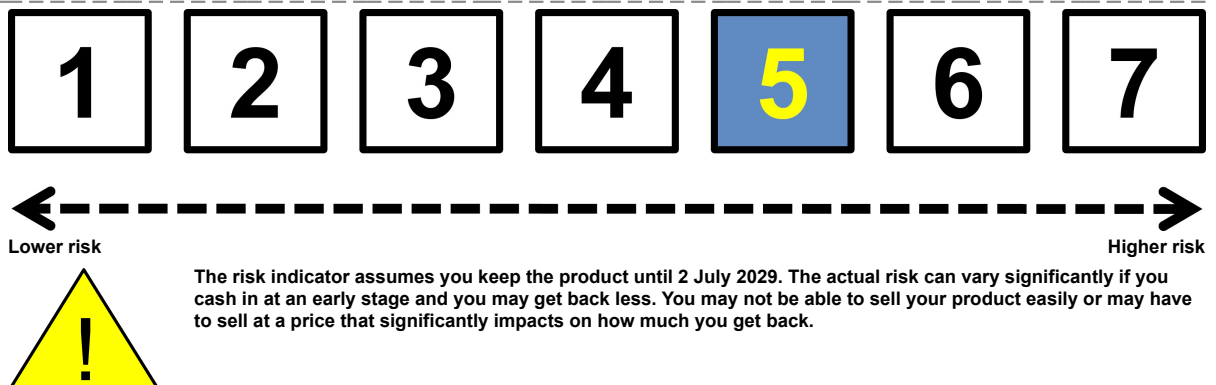 1 2 3 4 5 6 7
Lower risk Higher risk
The risk indicator assumes you keep the product until 2 July 2029. The actual risk can vary significantly if you
cash in at an early stage and you may get back less. You may not be able to sell your product easily or may have
to sell at a price that significantly impacts on how much you get back.
!